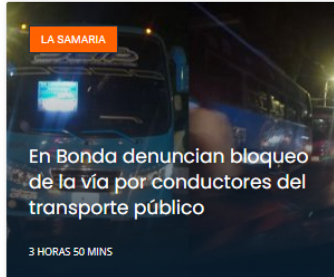 LA SAMARIA
En Bonda denuncian bloqueo
de la vía por conductores del
transporte público
3 HORAS 50 MINS